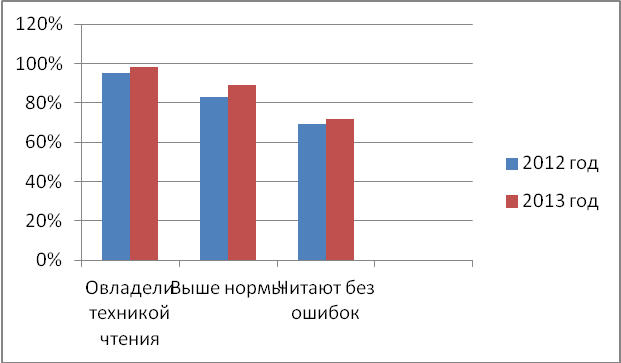 120%
100%
80%
60%
40%
20%
0%
Овладели
техникой
чтения
Выше нормы
Читают без
ошибок
2012 год
2013 год